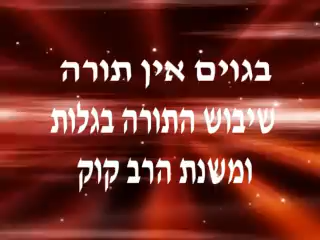 בגוים אין תורה
שיבוש התורה בגלות
ומשנת הרב קוק